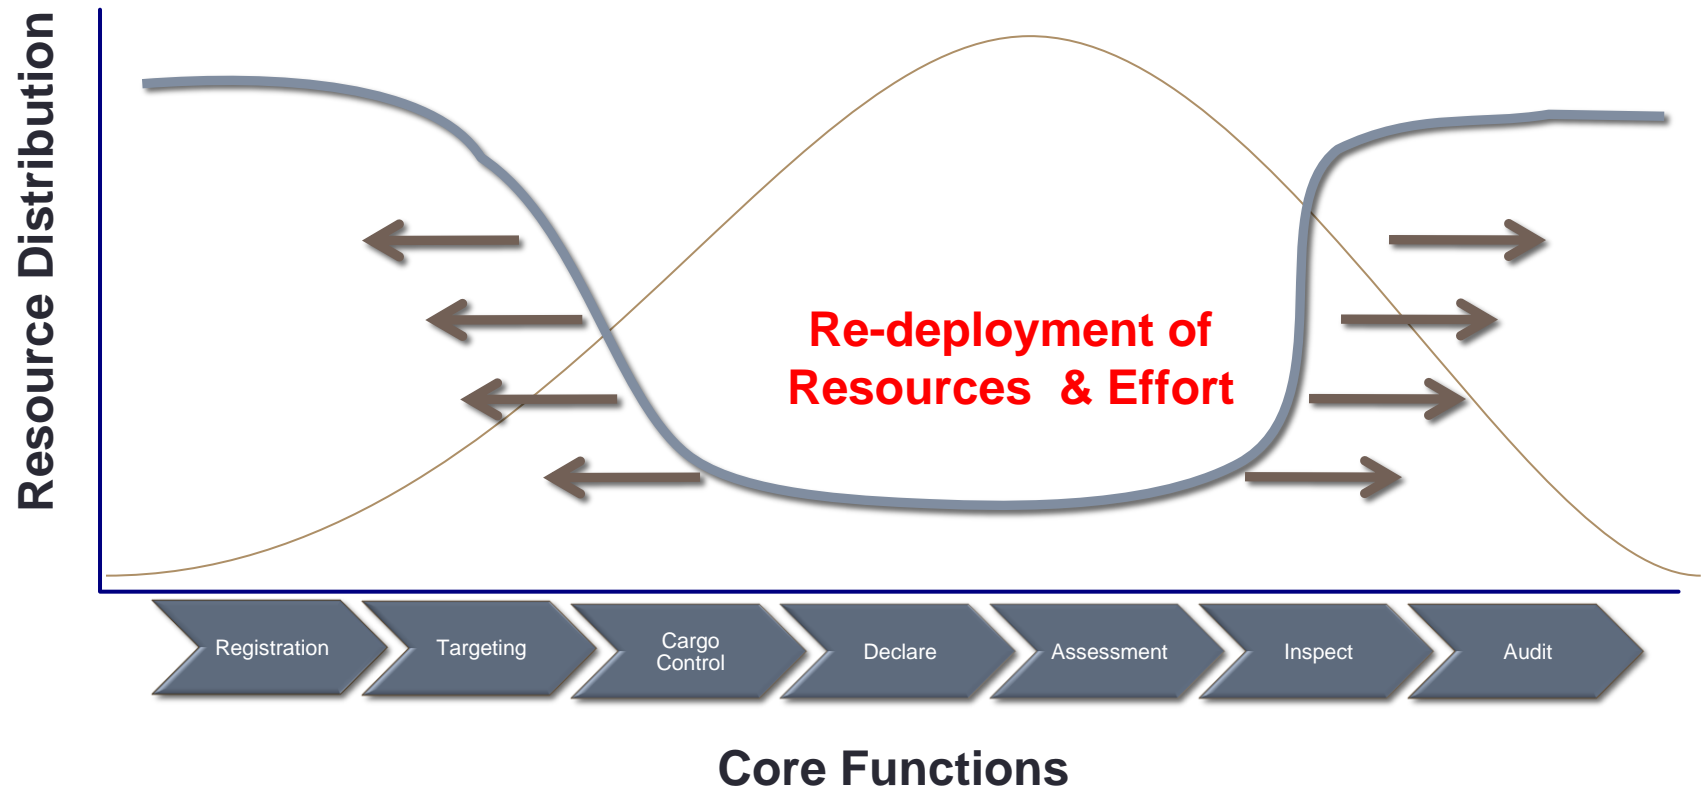 Resource Distribution
Re-deployment of
Resources & Effort
Registration
Targeting
Cargo
Control
Declare
Assessment
Inspect
Audit
Core Functions